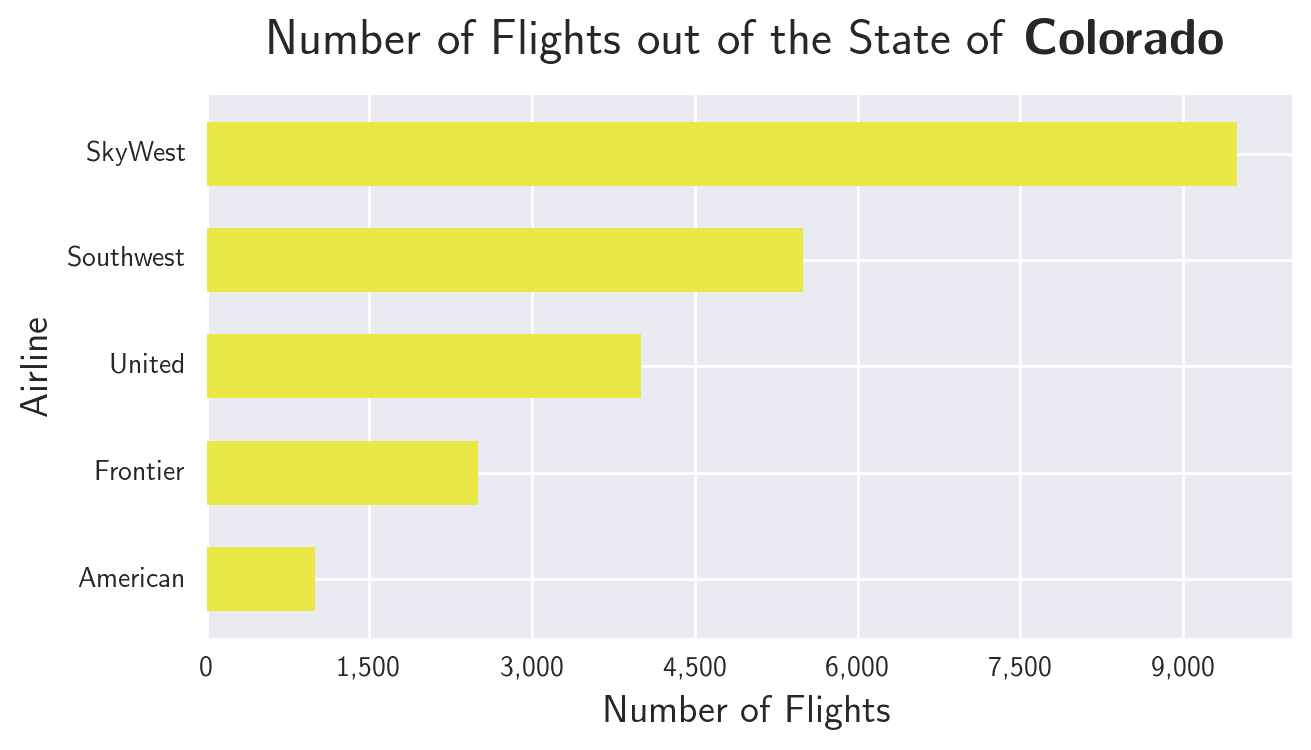 Number of Flights out of the State of Colorado
SkyWest
Southwest
United
Frontier
American
Airline
0 1,500 3,000 4,500 6,000 7,500 9,000
Number of Flights